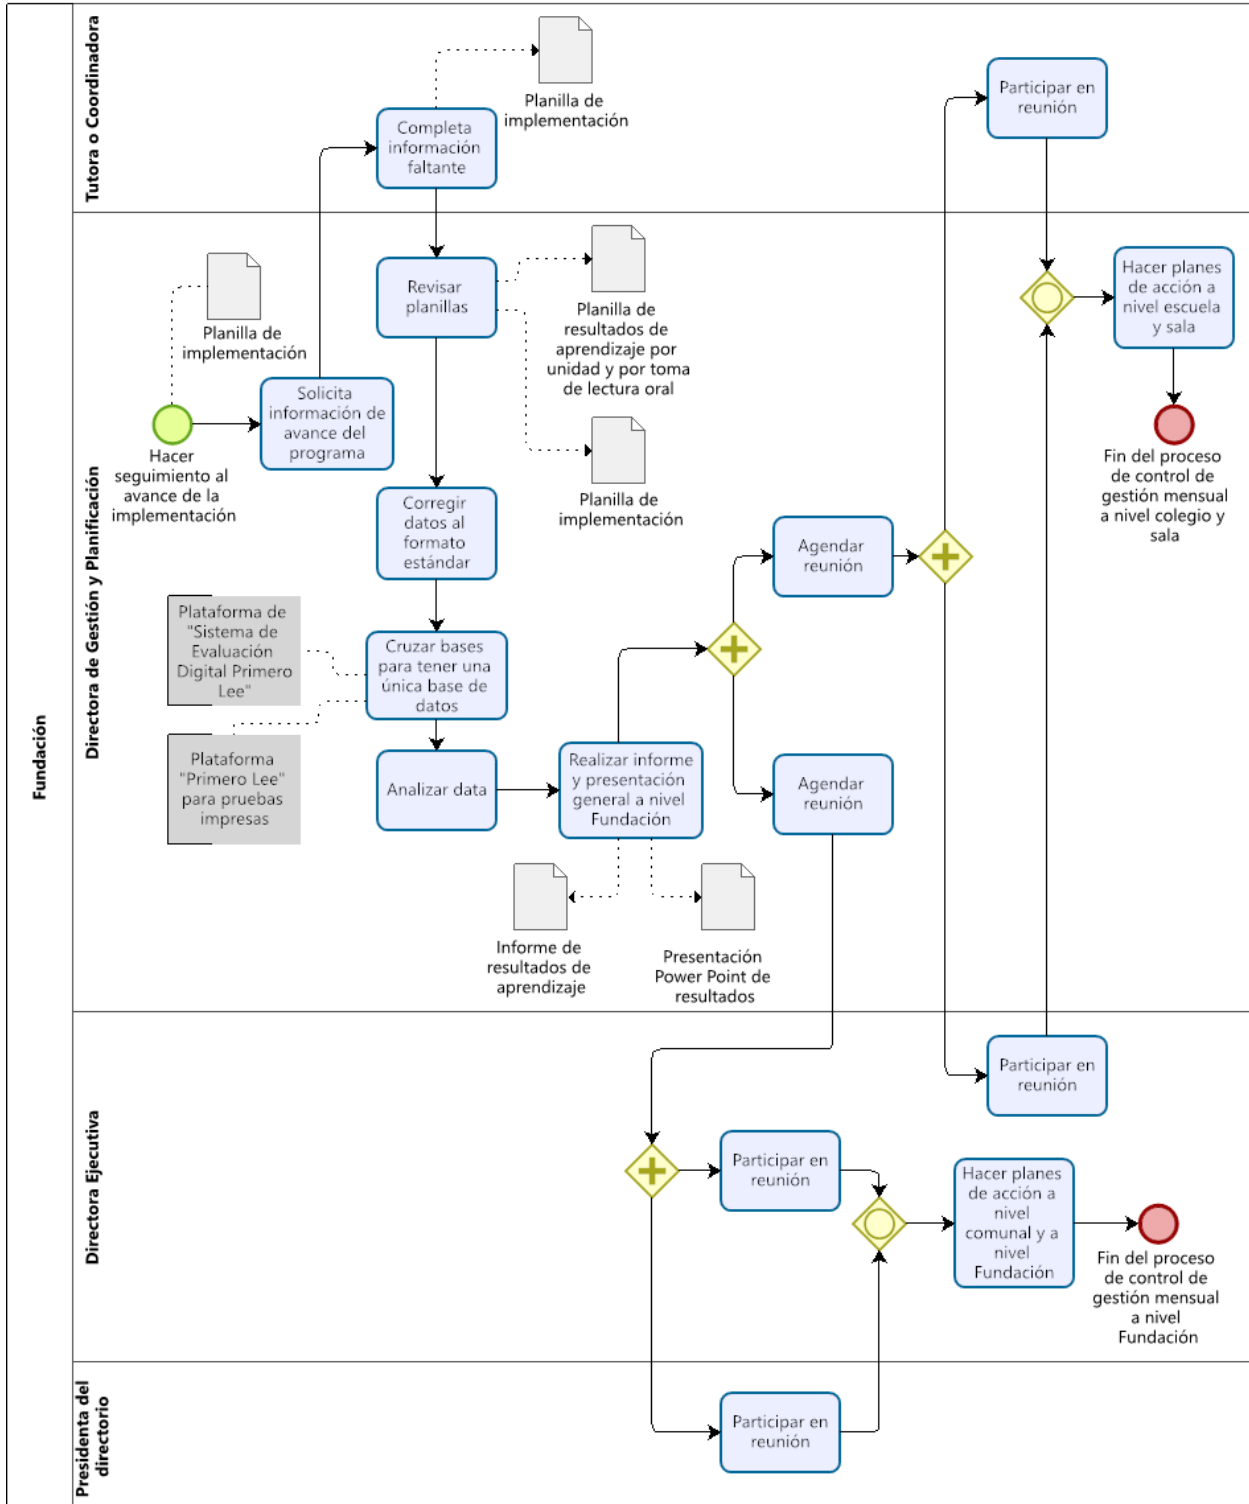 Fundación
Tutora o Coordinadora
Planilla de
implementación
Completa
información
faltante
Participar en
reunión
Directora de Gestión y Planificación
Planilla de
implementación
Hacer
seguimiento al
avance de la
implementación
Solicita
información de
avance del
programa
Revisar
planillas
Planilla de
resultados de
aprendizaje por
unidad y por toma
de lectura oral
Planilla de
implementación
Corregir
datos al
formato
estándar
Plataforma de
"Sistema de
Evaluación
Digital Primero
Lee"
Cruzar bases
para tener una
única base de
datos
Plataforma
"Primero Lee"
para pruebas
impresas
Analizar data
Realizar informe
y presentación
general a nivel
Fundación
Informe de
resultados de
aprendizaje
Presentación
Power Point de
resultados
Agendar
reunión
Agendar
reunión
Hacer planes
de acción a
nivel escuela
y sala
Fin del proceso
de control de
gestión mensual
a nivel colegio y
sala
Directora Ejecutiva
Participar en
reunión
Participar en
reunión
Hacer planes
de acción a
nivel
comunal y a
nivel
Fundación
Fin del proceso
de control de
gestión mensual
a nivel
Fundación
Presidenta del
directorio
Participar en
reunión